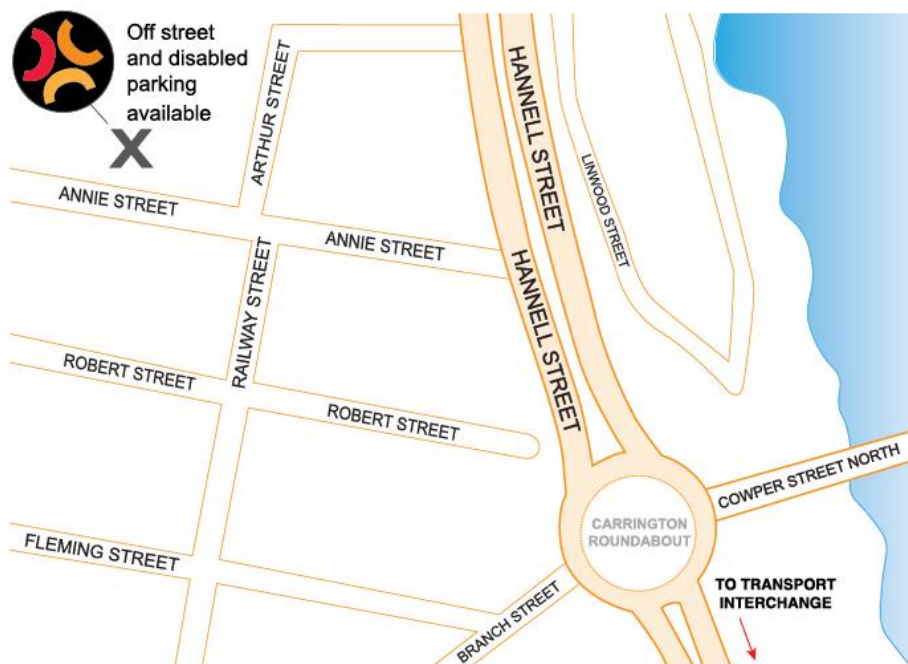 Off street
and disabled
parking
available
X
ARTHUR STREET
HANNELL STREET
LINWOOD STREET
ANNIE STREET
ANNIE STREET
HANNELL STREET
RAILWAY STREET
ROBERT STREET
ROBERT STREET
COWPER STREET NORTH
CARRINGTON
ROUNDABOUT
FLEMING STREET
BRANCH STREET
TO TRANSPORT
INTERCHANGE